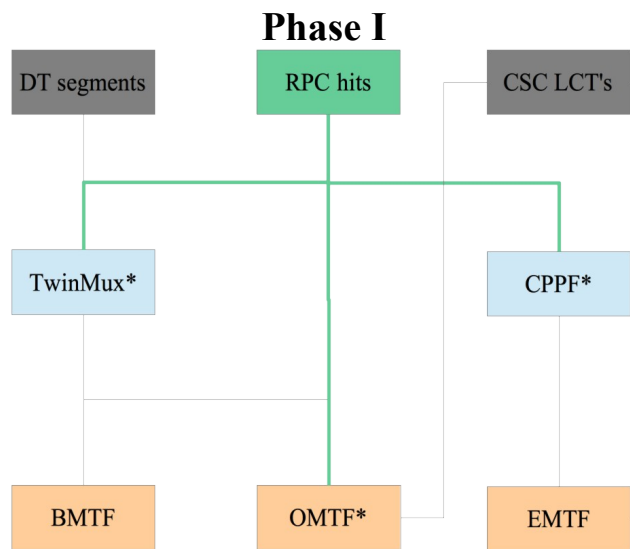 Phase I
DT segments
RPC hits
CSC LCT's
TwinMux*
CPPF*
BMTF
OMTF*
EMTF